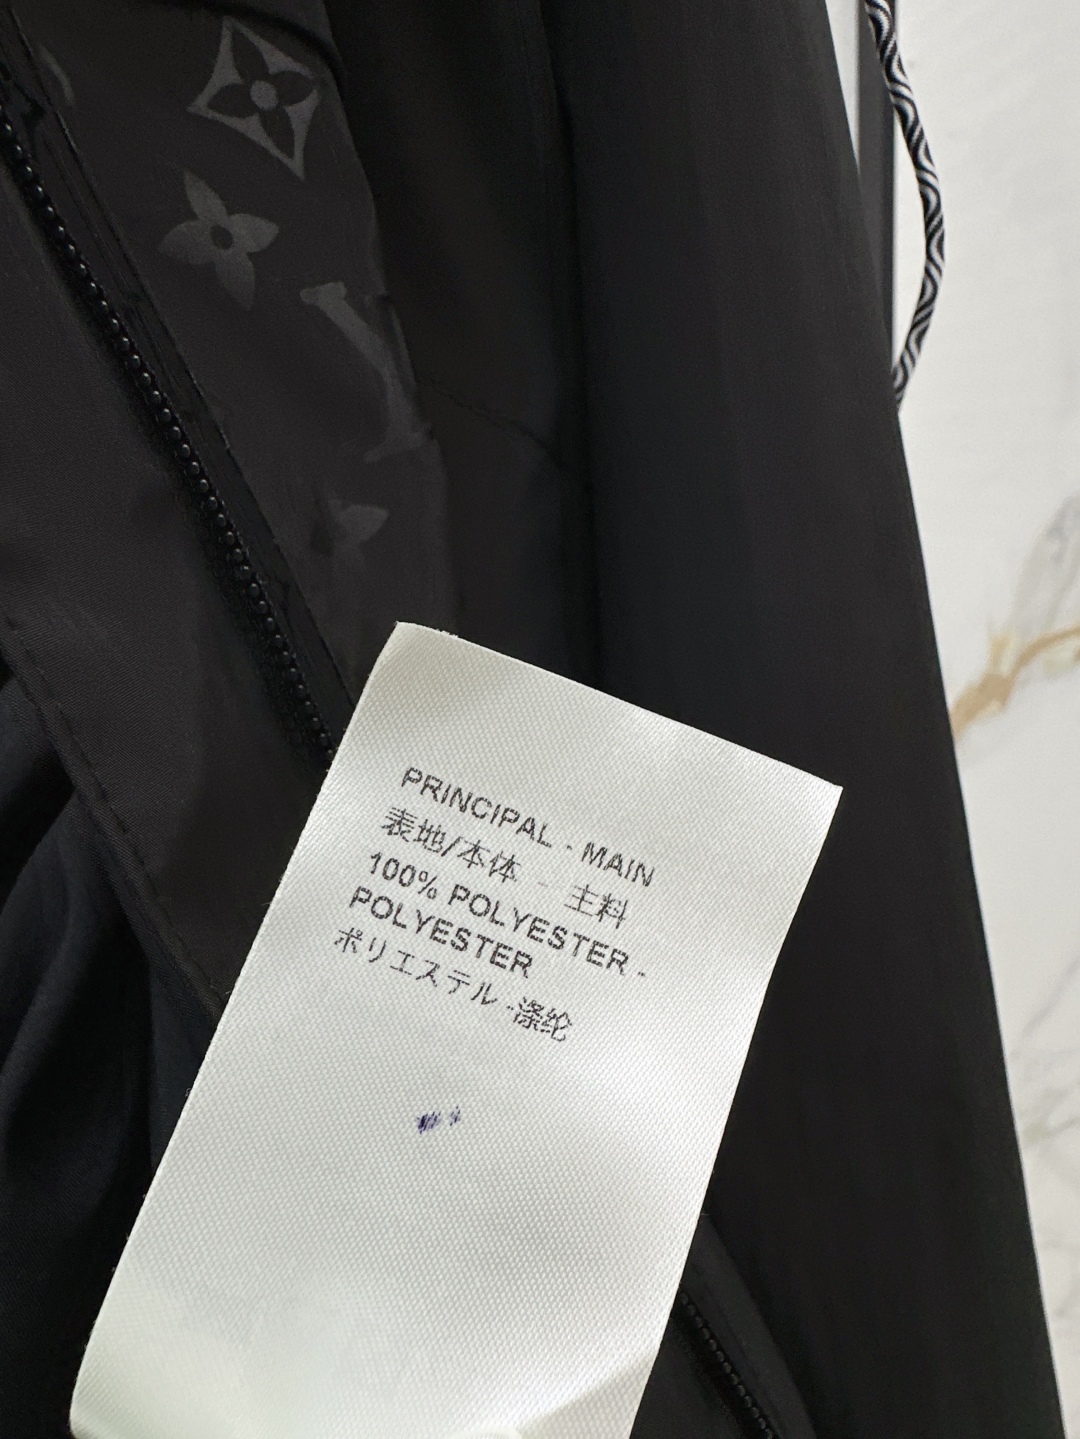 PRINCIPAL - MAIN
表地/本体 - 主料
100% POLYESTER -
POLYESTER
ポリエステル -涤纶